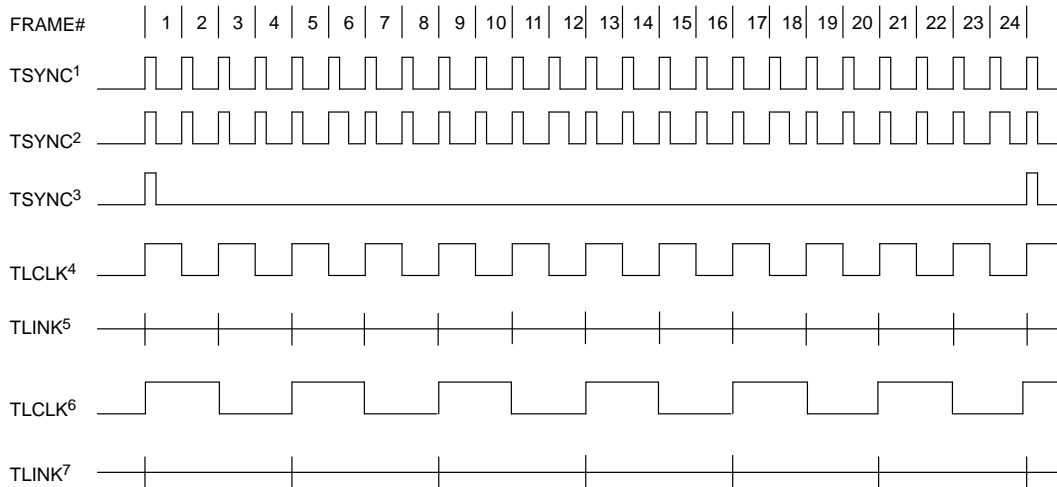 FRAME# 1 2 3 4 5 6 7 8 9 10 11 12 13 14 15 16 17 18 19 20 21 22 23 24
TSYNC1
TSYNC2
TSYNC3
TLCLK4
TLINK5
TLCLK6
TLINK7